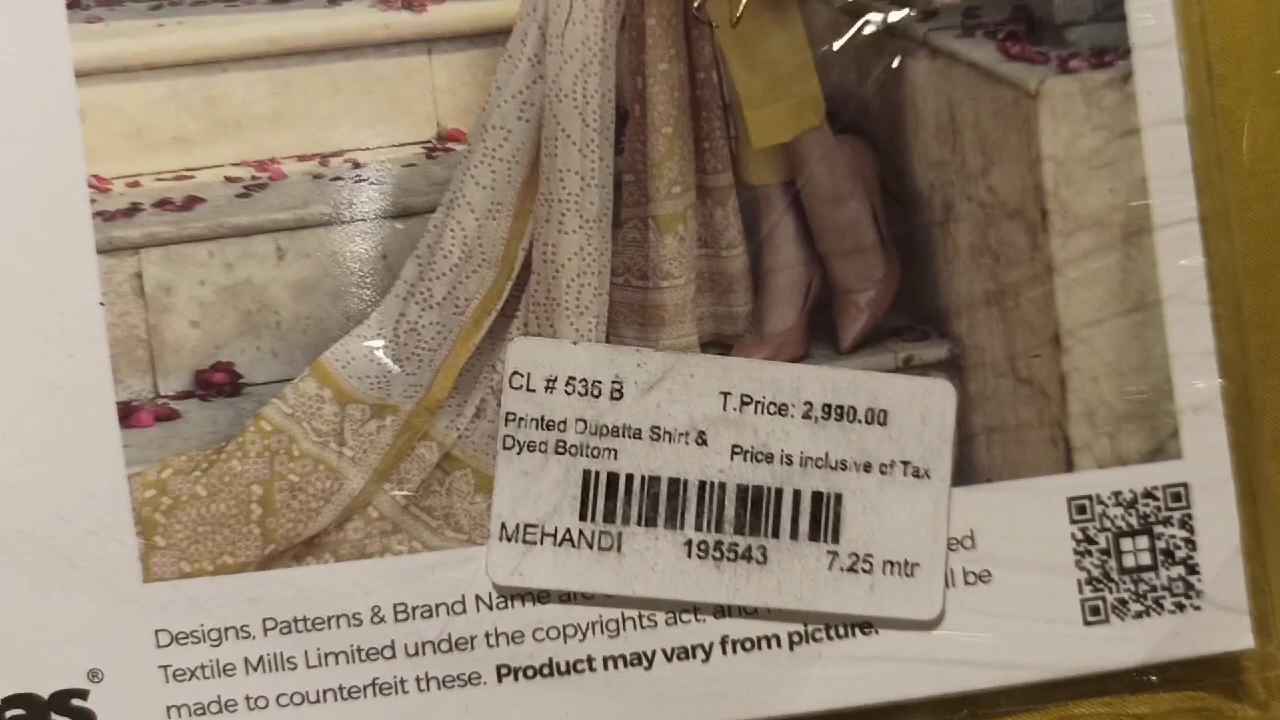 CL # 536 B
T.Price: 2,990.00
Printed Dupatta Shirt &
Dyed Bottom
Price is inclusive of Tax
MEHANDI 195543 7.25 mtr
Designs, Patterns & Brand Name are ed
Textile Mills Limited under the copyrights act, and l be
made to counterfeit these. Product may vary from picture.
as®